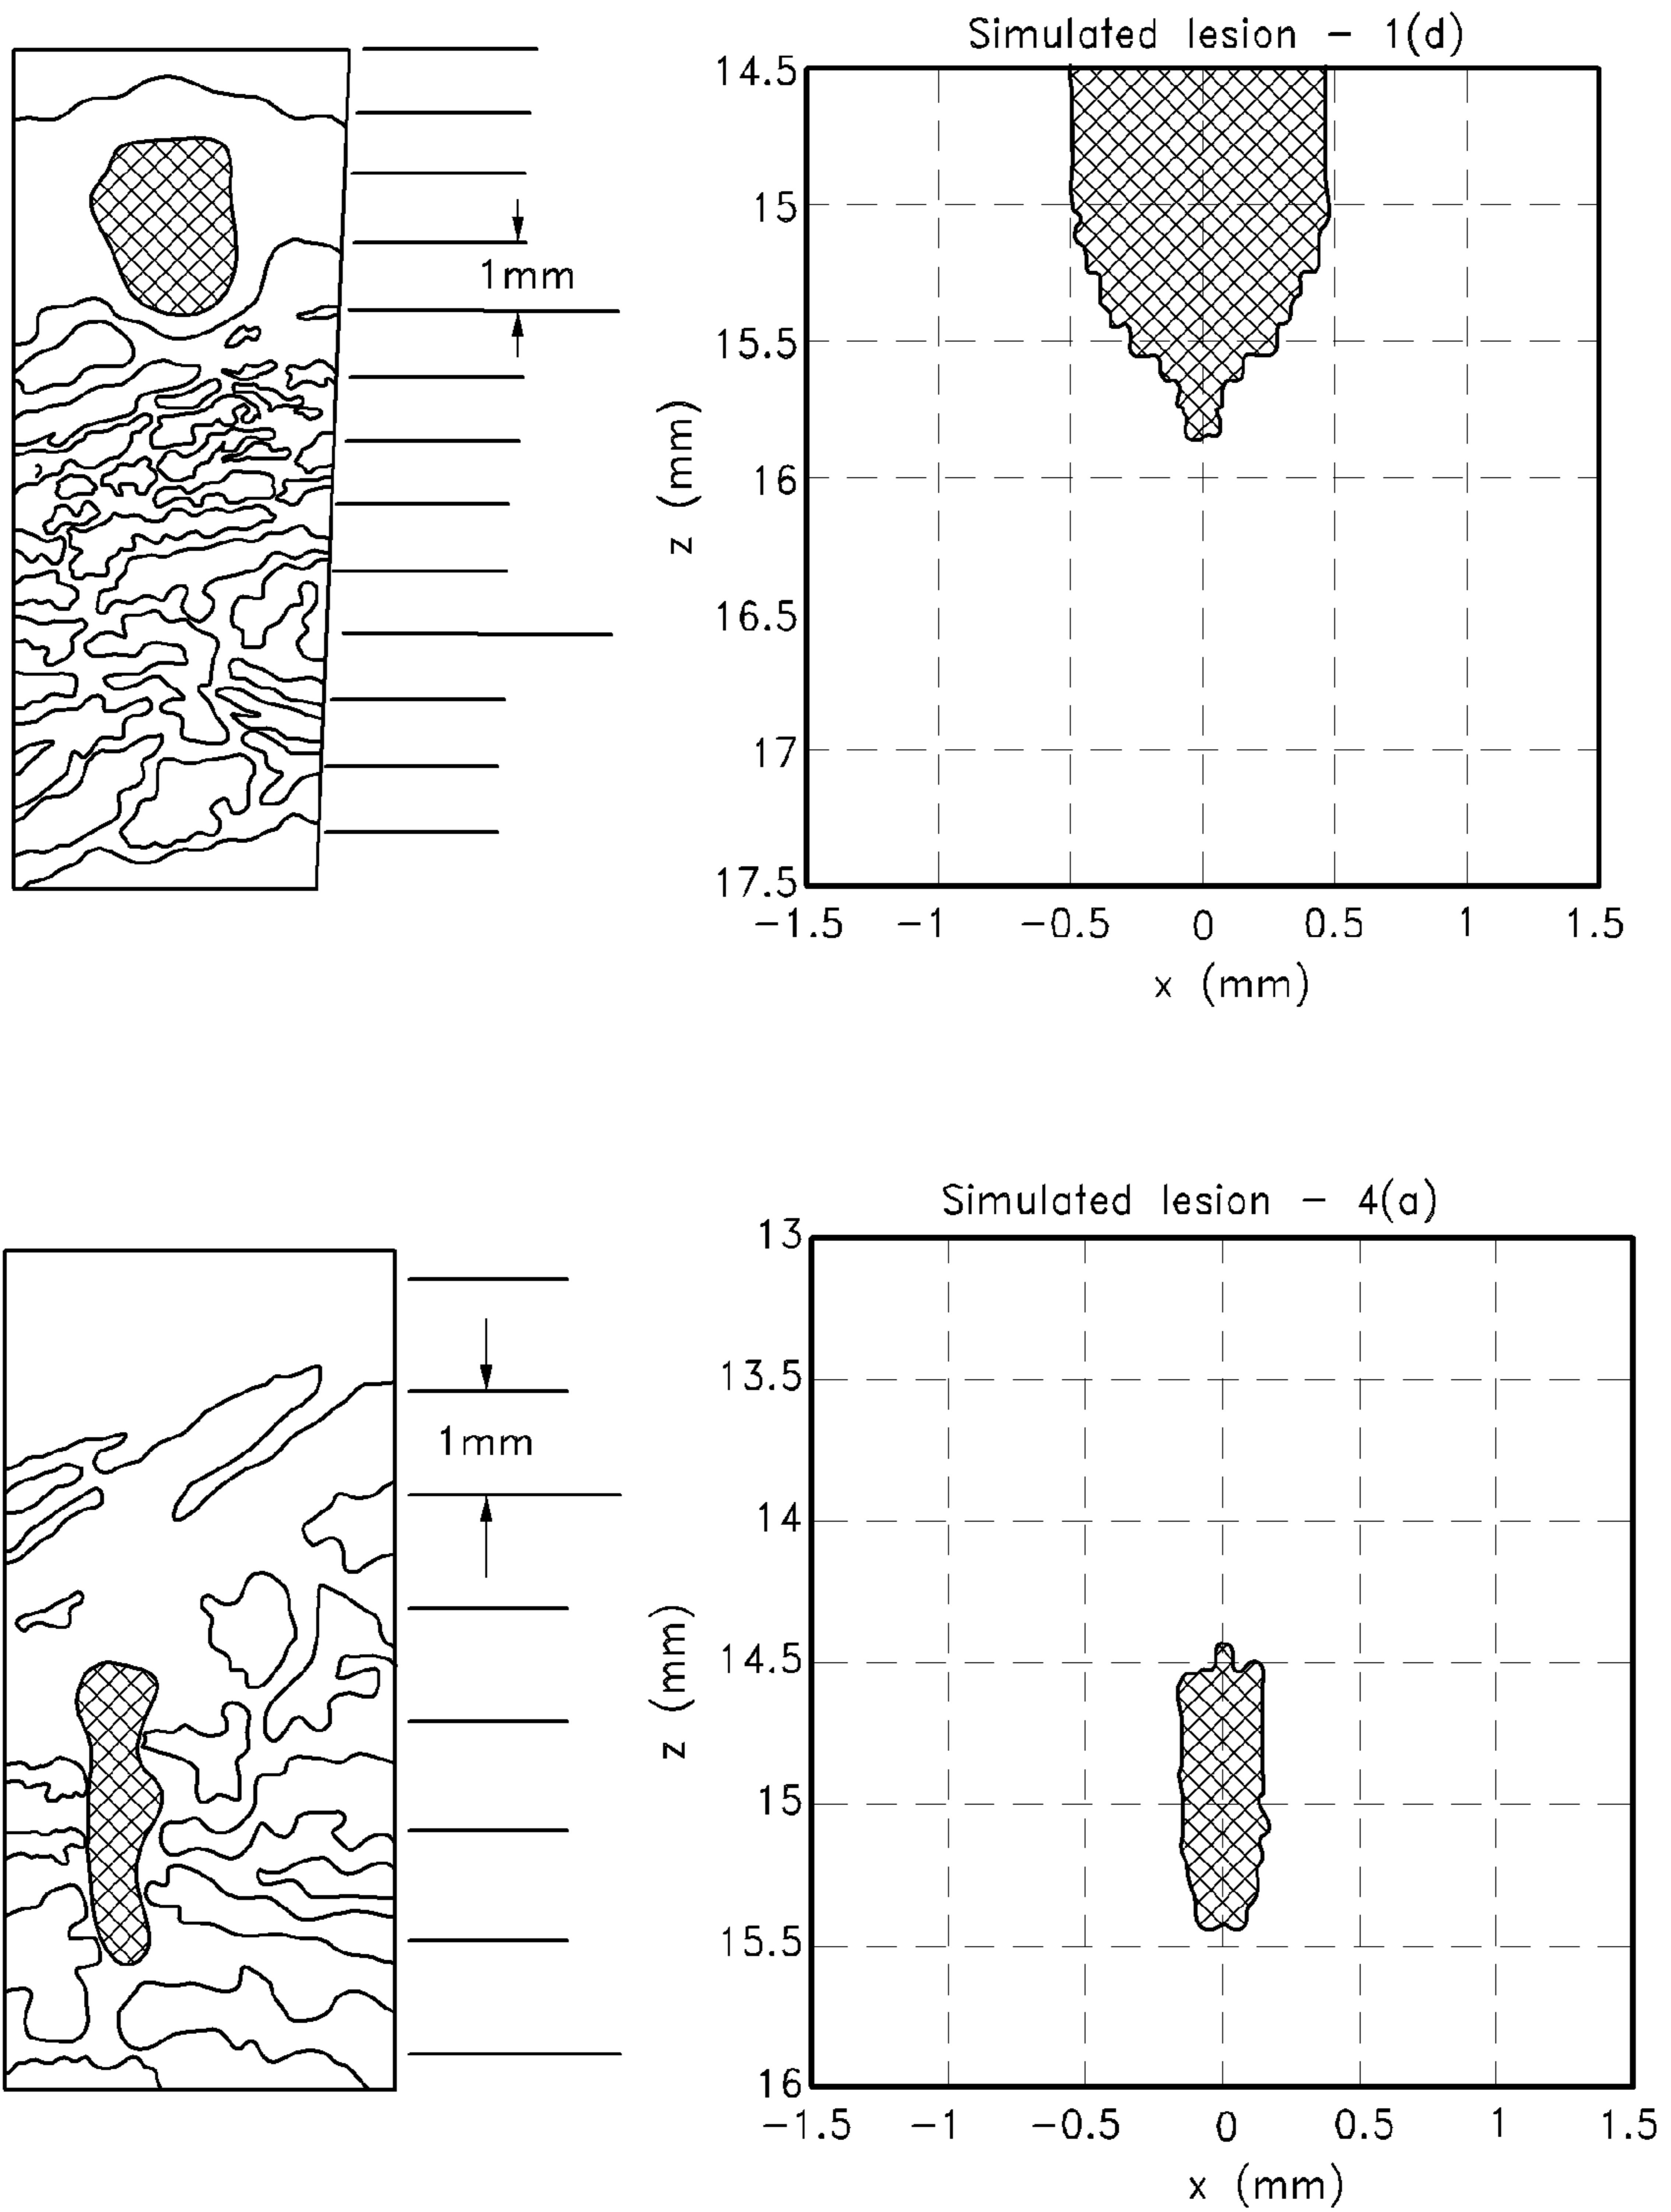 Simulated lesion - 1(d)
14.5
15
15.5
16
16.5
17
17.5
z (mm)
-1.5 -1 -0.5 0 0.5 1 1.5
x (mm)
1mm
Simulated lesion - 4(a)
13
13.5
14
14.5
15
15.5
16
z (mm)
-1.5 -1 -0.5 0 0.5 1 1.5
x (mm)
1mm